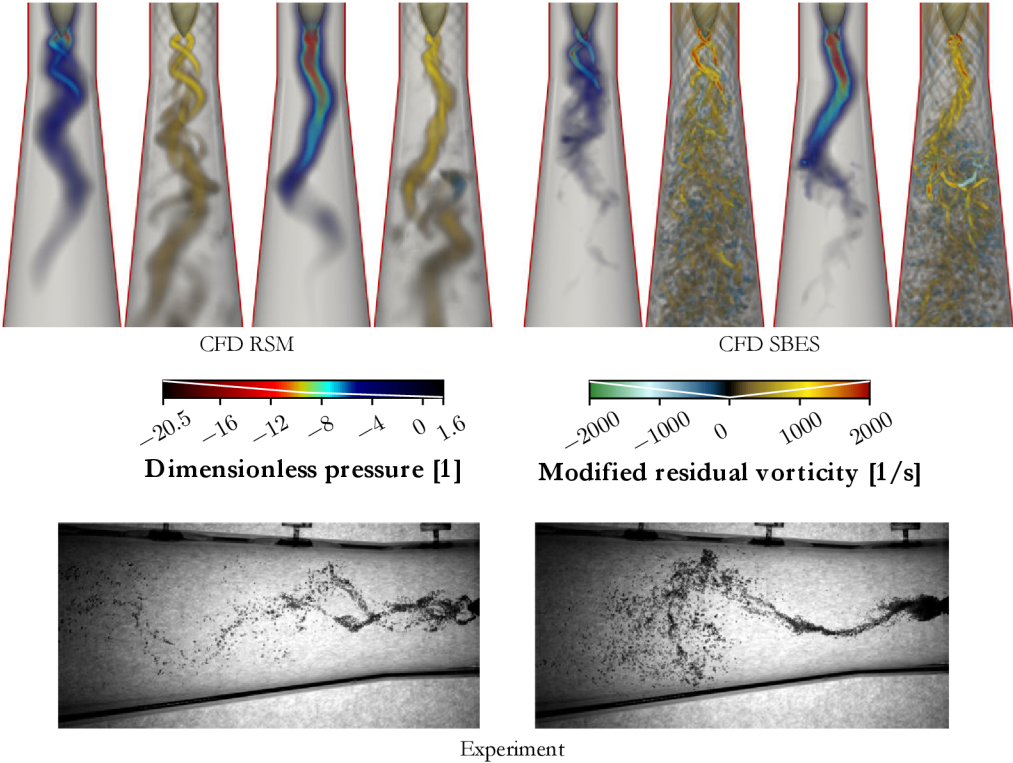 CFD RSM
CFD SBES
−20.5 −16 −12 −8 −4 0 1.6
−2000 −1000 0 1000 2000
Dimensionless pressure [1]
Modified residual vorticity [1/s]
Experiment